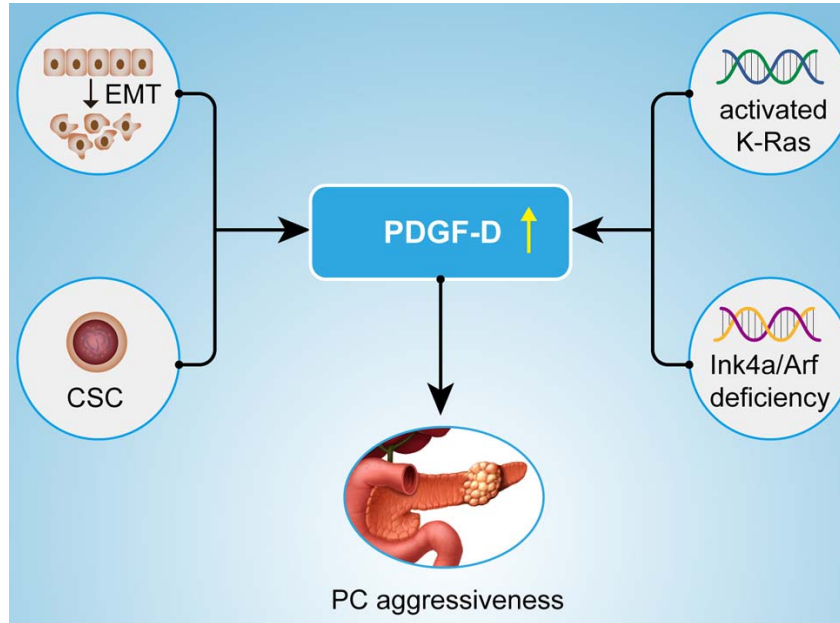 EMT
CSC
PDGF-D
activated
K-Ras
Ink4a/Arf
deficiency
PC aggressiveness